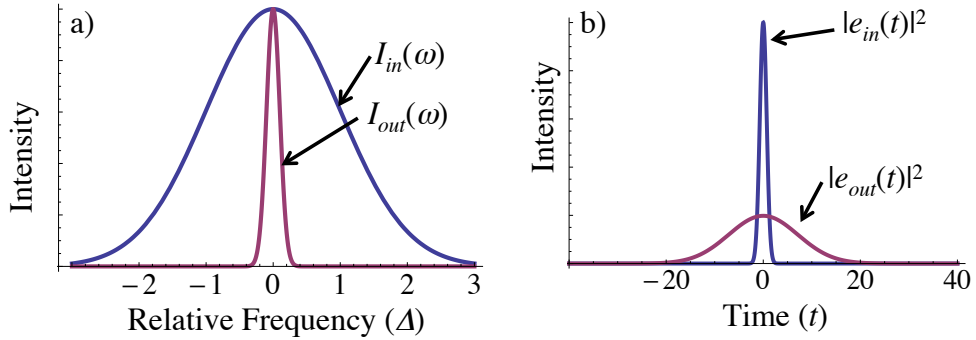 a)
I_in(ω)
I_out(ω)
Intensity
−2 −1 0 1 2 3
Relative Frequency (Δ)
b)
|e_in(t)|²
|e_out(t)|²
Intensity
−20 0 20 40
Time (t)